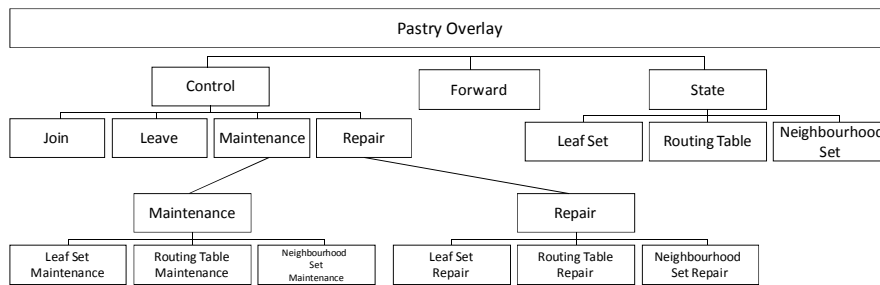 Pastry Overlay
Control
Forward
State
Join
Leave
Maintenance
Repair
Leaf Set
Routing Table
Neighbourhood
Set
Maintenance
Repair
Leaf Set
Maintenance
Routing Table
Maintenance
Neighbourhood
Set
Maintenance
Leaf Set
Repair
Routing Table
Repair
Neighbourhood
Set Repair